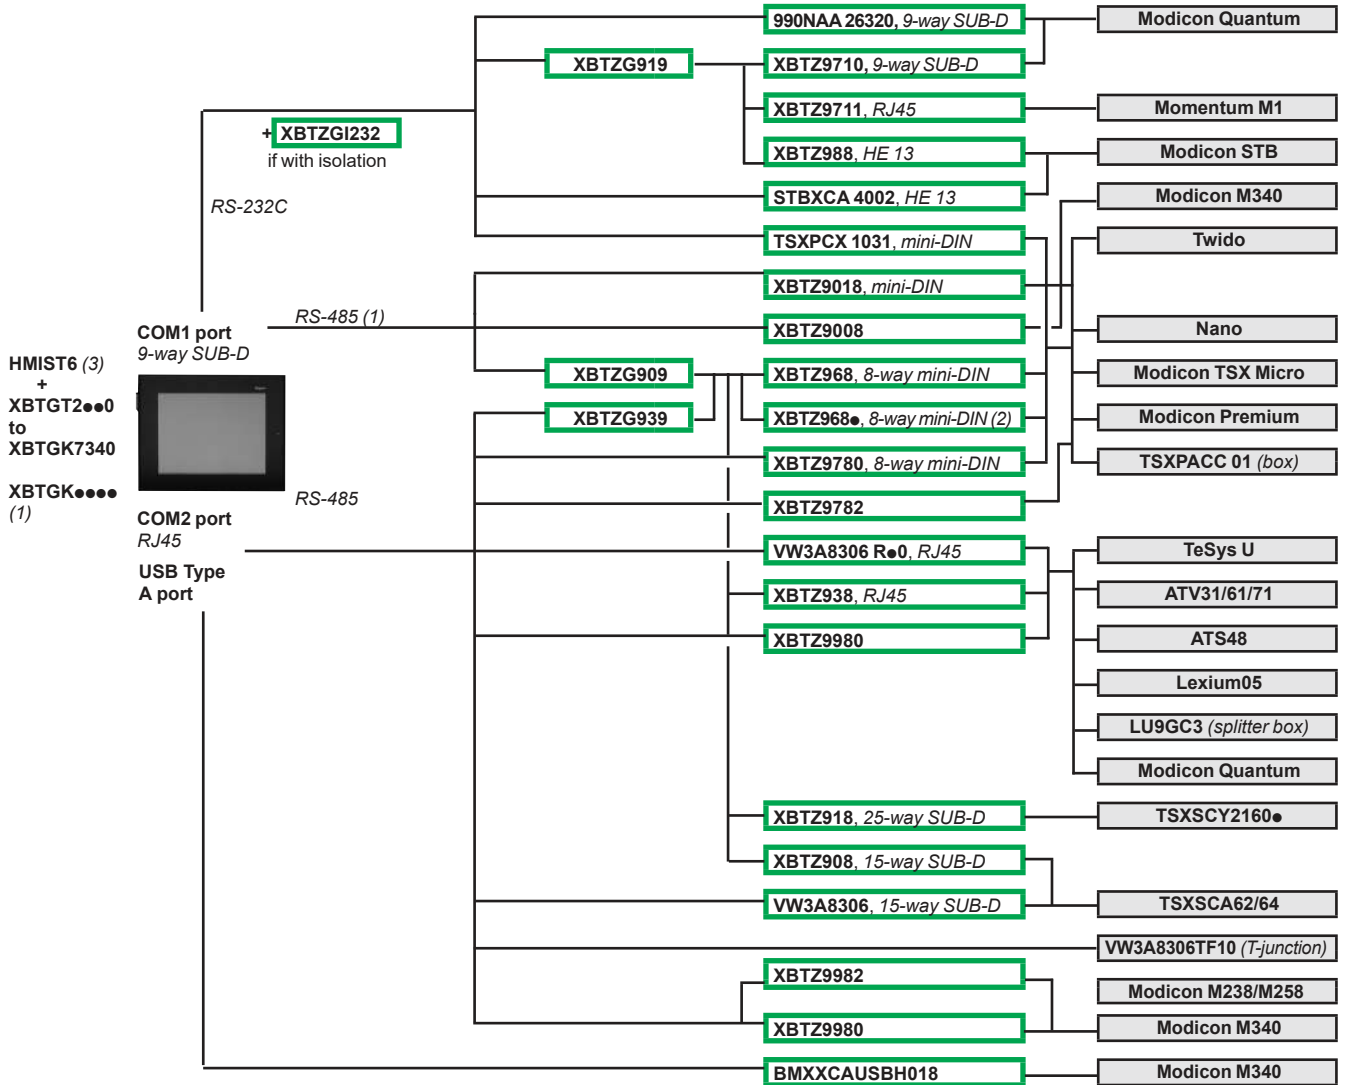 990NAA 26320, 9-way SUB-D
Modicon Quantum
XBTZG919
XBTZ9710, 9-way SUB-D
XBTZ9711, RJ45
Momentum M1
+ XBTZGI232
if with isolation
XBTZ988, HE 13
Modicon STB
STBXCA 4002, HE 13
Modicon M340
RS-232C
TSXPCX 1031, mini-DIN
Twido
XBTZ9018, mini-DIN
RS-485 (1)
COM1 port
9-way SUB-D
XBTZ9008
Nano
HMIST6 (3)
+
XBTGT2●●0
to
XBTGK7340
XBTGK●●●●
(1)
XBTZG909
XBTZ968, 8-way mini-DIN
Modicon TSX Micro
XBTZG939
XBTZ968●, 8-way mini-DIN (2)
Modicon Premium
XBTZ9780, 8-way mini-DIN
TSXPACC 01 (box)
RS-485
XBTZ9782
COM2 port
RJ45
VW3A8306 R●0, RJ45
TeSys U
USB Type
A port
XBTZ938, RJ45
ATV31/61/71
XBTZ9980
ATS48
Lexium05
LU9GC3 (splitter box)
Modicon Quantum
XBTZ918, 25-way SUB-D
TSXSCY2160●
XBTZ908, 15-way SUB-D
VW3A8306, 15-way SUB-D
TSXSCA62/64
VW3A8306TF10 (T-junction)
XBTZ9982
Modicon M238/M258
XBTZ9980
Modicon M340
BMXXCAUSBH018
Modicon M340